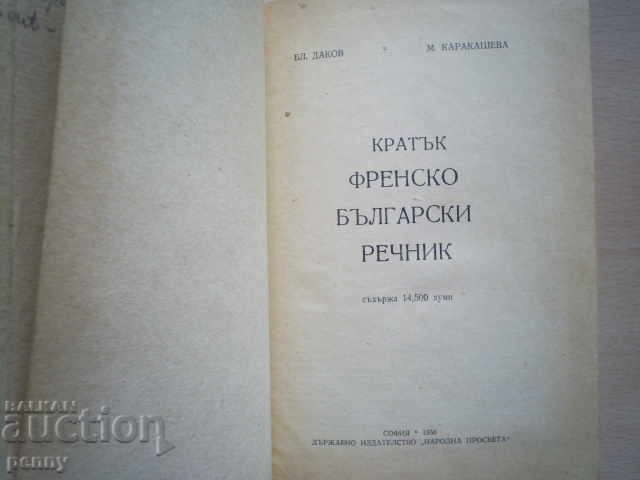 БЛ. ДАКОВ * М. КАРАКАШЕВА
КРАТЪК
ФРЕНСКО
БЪЛГАРСКИ
РЕЧНИК
съдържа 14,500 думи
СОФИЯ * 1956
ДЪРЖАВНО ИЗДАТЕЛСТВО „НАРОДНА ПРОСВЕТА"
BALKAN
auction
penny